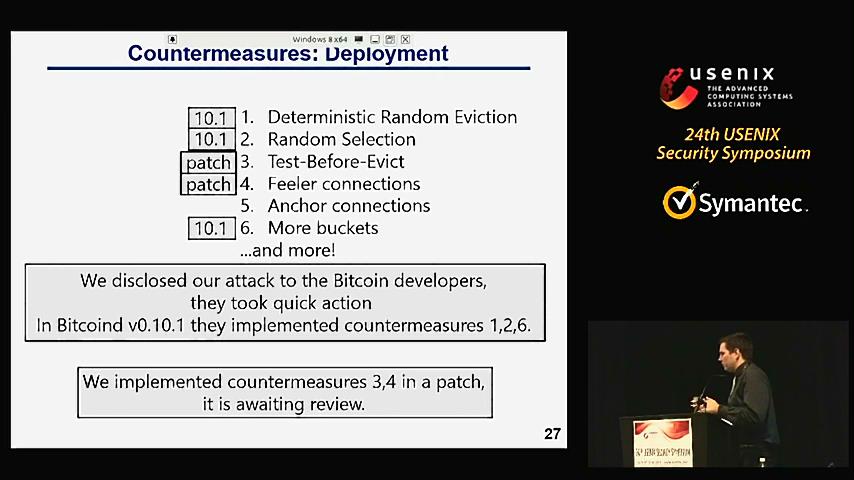 Windows 8 x64
Countermeasures: Deployment
10.1 1. Deterministic Random Eviction
10.1 2. Random Selection
patch 3. Test-Before-Evict
patch 4. Feeler connections
5. Anchor connections
10.1 6. More buckets
...and more!
We disclosed our attack to the Bitcoin developers,
they took quick action
In Bitcoind v0.10.1 they implemented countermeasures 1,2,6.
We implemented countermeasures 3,4 in a patch,
it is awaiting review.
27
usenix
THE ADVANCED
COMPUTING SYSTEMS
ASSOCIATION
24th USENIX
Security Symposium
Symantec.